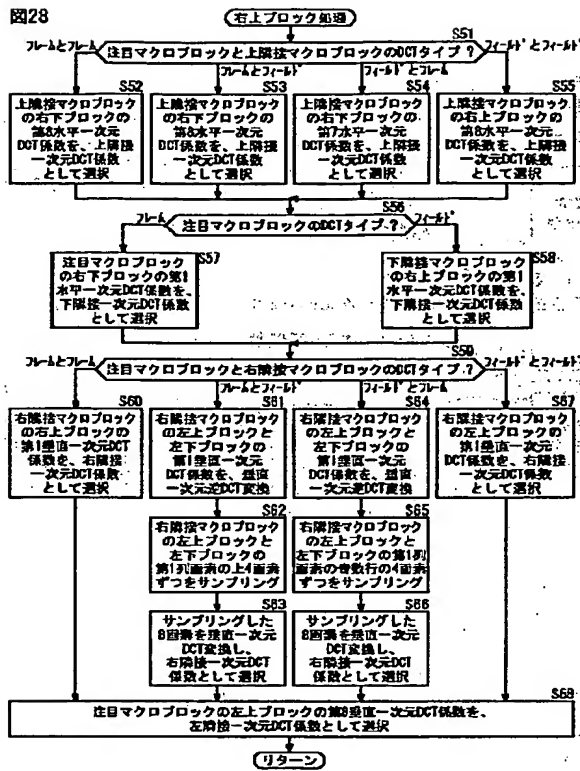 図28
右上ブロック処理
S51
注目マクロブロックと上隣接マクロブロックのDCTタイプ?
フレームとフレーム
フレームとフィールド
フィールドとフレーム
フィールドとフィールド
S52
上隣接マクロブロック
の右下ブロックの
第8水平一次元
DCT係数を、上隣接
一次元DCT係数
として選択
S53
上隣接マクロブロック
の右下ブロックの
第8水平一次元
DCT係数を、上隣接
一次元DCT係数
として選択
S54
上隣接マクロブロック
の右下ブロックの
第7水平一次元
DCT係数を、上隣接
一次元DCT係数
として選択
S55
上隣接マクロブロック
の右上ブロックの
第8水平一次元
DCT係数を、上隣接
一次元DCT係数
として選択
S56
注目マクロブロックのDCTタイプ?
フレーム
フィールド
S57
注目マクロブロック
の右下ブロックの第1
水平一次元DCT係数を、
下隣接一次元DCT係数
として選択
S58
下隣接マクロブロック
の右上ブロックの第1
水平一次元DCT係数を、
下隣接一次元DCT係数
として選択
S59
注目マクロブロックと右隣接マクロブロックのDCTタイプ?
フレームとフレーム
フレームとフィールド
フィールドとフレーム
フィールドとフィールド
S60
右隣接マクロブロック
の左上ブロックの
第1垂直一次元DCT
係数を、右隣接
一次元DCT係数
として選択
S61
右隣接マクロブロック
の左上ブロックと
左下ブロックの
第1垂直一次元
DCT係数を、垂直
一次元逆DCT変換
S64
右隣接マクロブロック
の左上ブロックと
左下ブロックの
第1垂直一次元
DCT係数を、垂直
一次元逆DCT変換
S67
右隣接マクロブロック
の左上ブロックの
第1垂直一次元
DCT係数を、右隣接
一次元DCT係数
として選択
S62
右隣接マクロブロック
の左上ブロックと
左下ブロックの
第1列画素の上4画素
ずつをサンプリング
S65
右隣接マクロブロック
の左上ブロックと
左下ブロックの第1列
画素の奇数行の4画素
ずつをサンプリング
S63
サンプリングした
8画素を垂直一次元
DCT変換し、
右隣接一次元DCT
係数として選択
S66
サンプリングした
8画素を垂直一次元
DCT変換し、
右隣接一次元DCT
係数として選択
S68
注目マクロブロックの左上ブロックの第8垂直一次元DCT係数を、
左隣接一次元DCT係数として選択
リターン